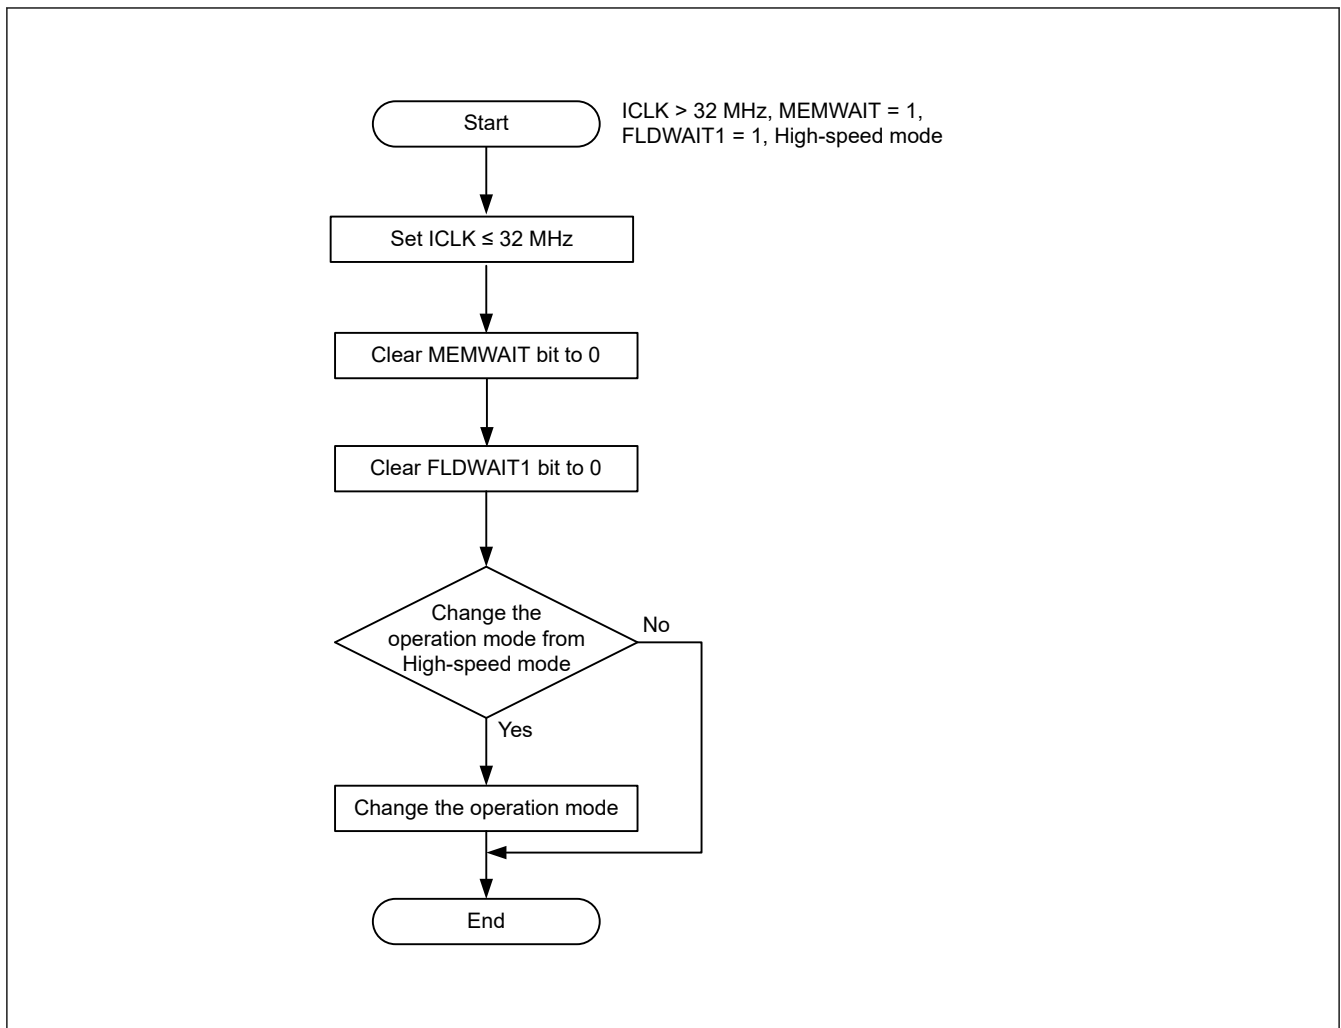 Start
ICLK > 32 MHz, MEMWAIT = 1,
FLDWAIT1 = 1, High-speed mode
Set ICLK ≤ 32 MHz
Clear MEMWAIT bit to 0
Clear FLDWAIT1 bit to 0
Change the
operation mode from
High-speed mode
No
Yes
Change the operation mode
End